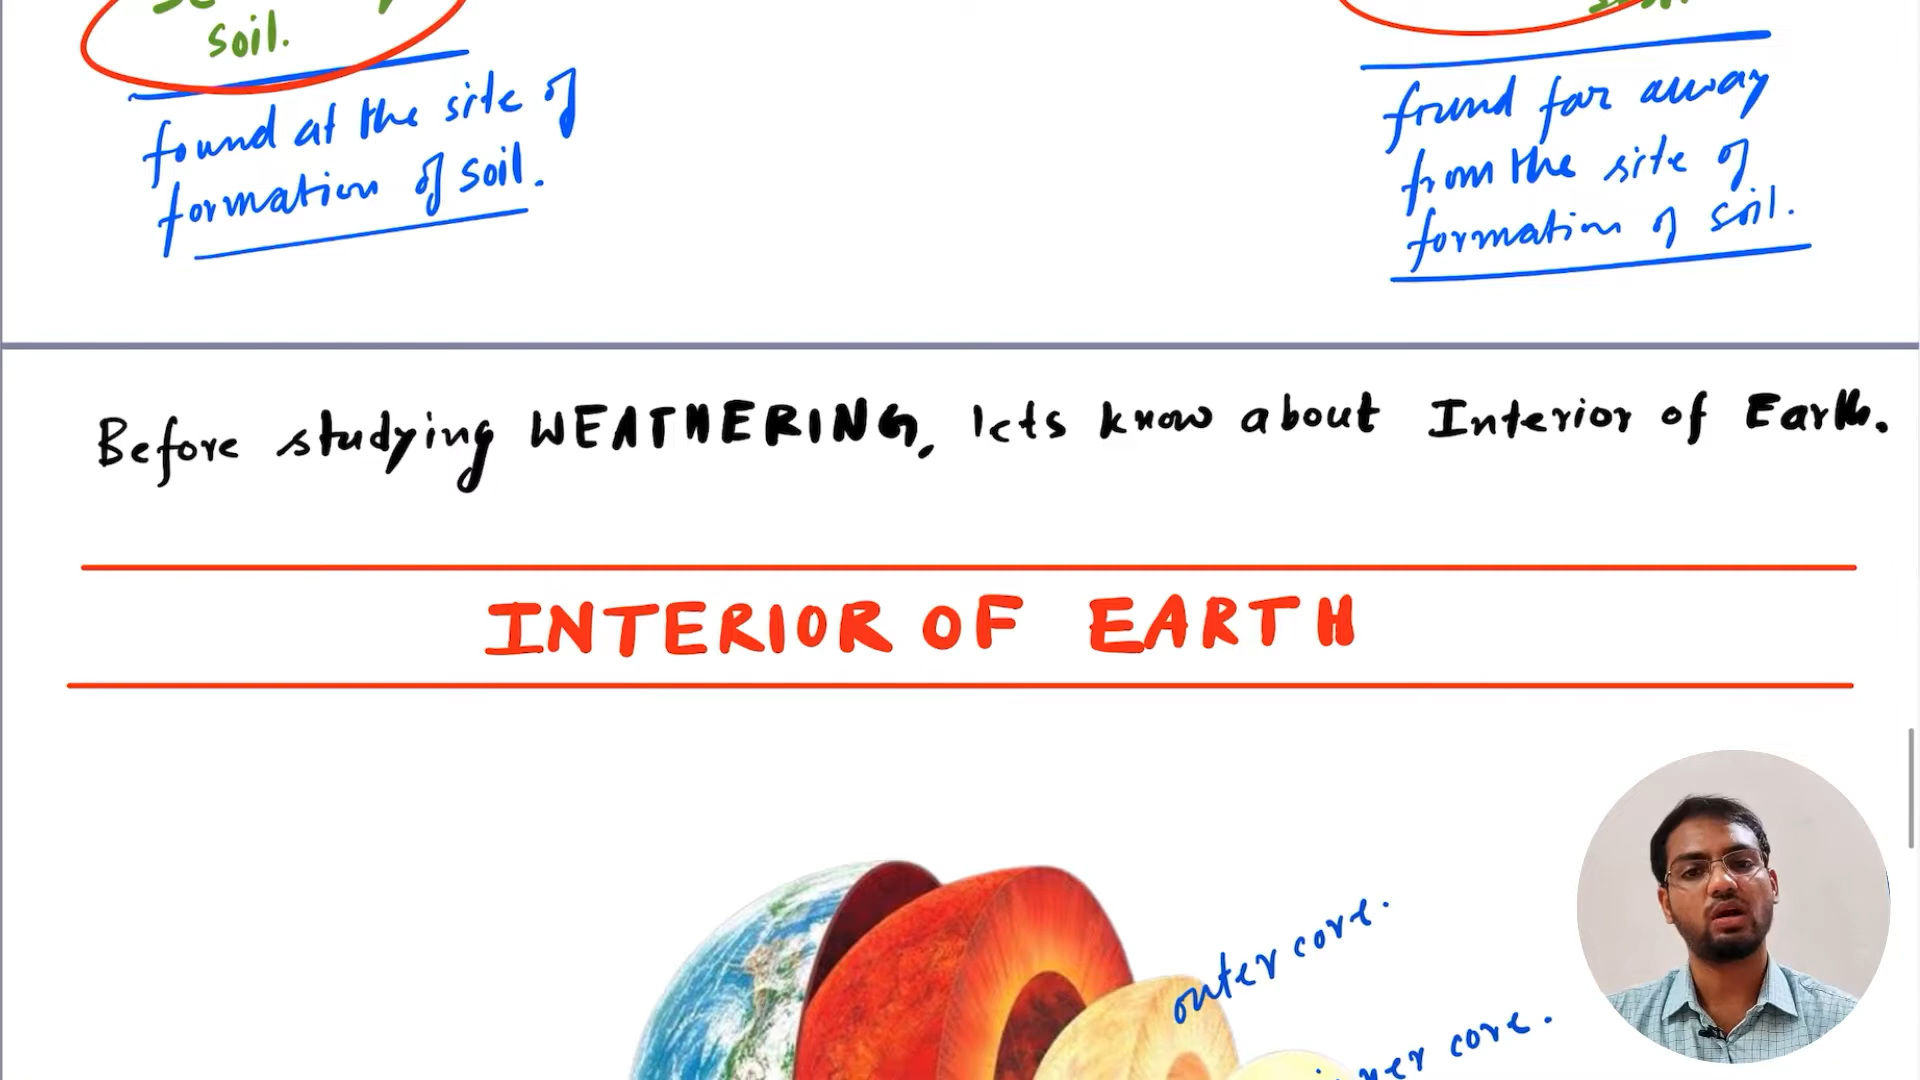 soil.
found at the site of
formation of soil.
found far away
from the site of
formation of soil.
Before studying WEATHERING, lets know about Interior of Earth.
INTERIOR OF EARTH
outer core.
core.